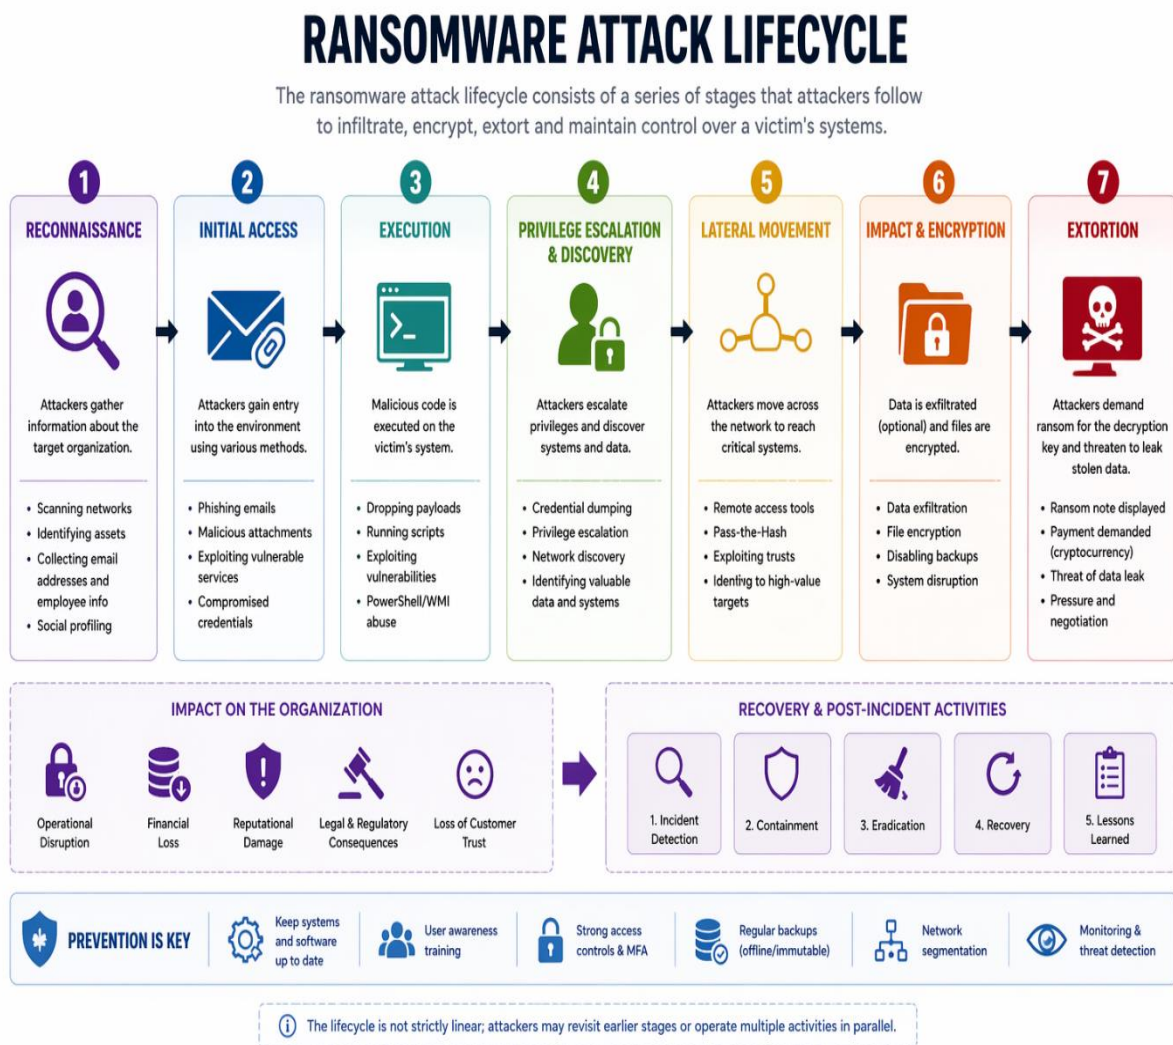 RANSOMWARE ATTACK LIFECYCLE
The ransomware attack lifecycle consists of a series of stages that attackers follow
to infiltrate, encrypt, extort and maintain control over a victim's systems.
1
RECONNAISSANCE
Attackers gather
information about the
target organization.
• Scanning networks
• Identifying assets
• Collecting email
addresses and
employee info
• Social profiling
2
INITIAL ACCESS
Attackers gain entry
into the environment
using various methods.
• Phishing emails
• Malicious attachments
• Exploiting vulnerable
services
• Compromised
credentials
3
EXECUTION
Malicious code is
executed on the
victim's system.
• Dropping payloads
• Running scripts
• Exploiting
vulnerabilities
• PowerShell/WMI
abuse
4
PRIVILEGE ESCALATION
& DISCOVERY
Attackers escalate
privileges and discover
systems and data.
• Credential dumping
• Privilege escalation
• Network discovery
• Identifying valuable
data and systems
5
LATERAL MOVEMENT
Attackers move across
the network to reach
critical systems.
• Remote access tools
• Pass-the-Hash
• Exploiting trusts
• to high-value
targets
6
IMPACT & ENCRYPTION
Data is exfiltrated
(optional) and files are
encrypted.
• Data exfiltration
• File encryption
• Disabling backups
• System disruption
7
EXTORTION
Attackers demand
ransom for the decryption
key and threaten to leak
stolen data.
• Ransom note displayed
• Payment demanded
(cryptocurrency)
• Threat of data leak
• Pressure and
negotiation
IMPACT ON THE ORGANIZATION
Operational
Disruption
Financial
Loss
Reputational
Damage
Legal & Regulatory
Consequences
Loss of Customer
Trust
RECOVERY & POST-INCIDENT ACTIVITIES
1. Incident
Detection
2. Containment
3. Eradication
4. Recovery
5. Lessons
Learned
PREVENTION IS KEY
Keep systems
and software
up to date
User awareness
training
Strong access
controls & MFA
Regular backups
(offline/immutable)
Network
segmentation
Monitoring &
threat detection
The lifecycle is not strictly linear; attackers may revisit earlier stages or operate multiple activities in parallel.